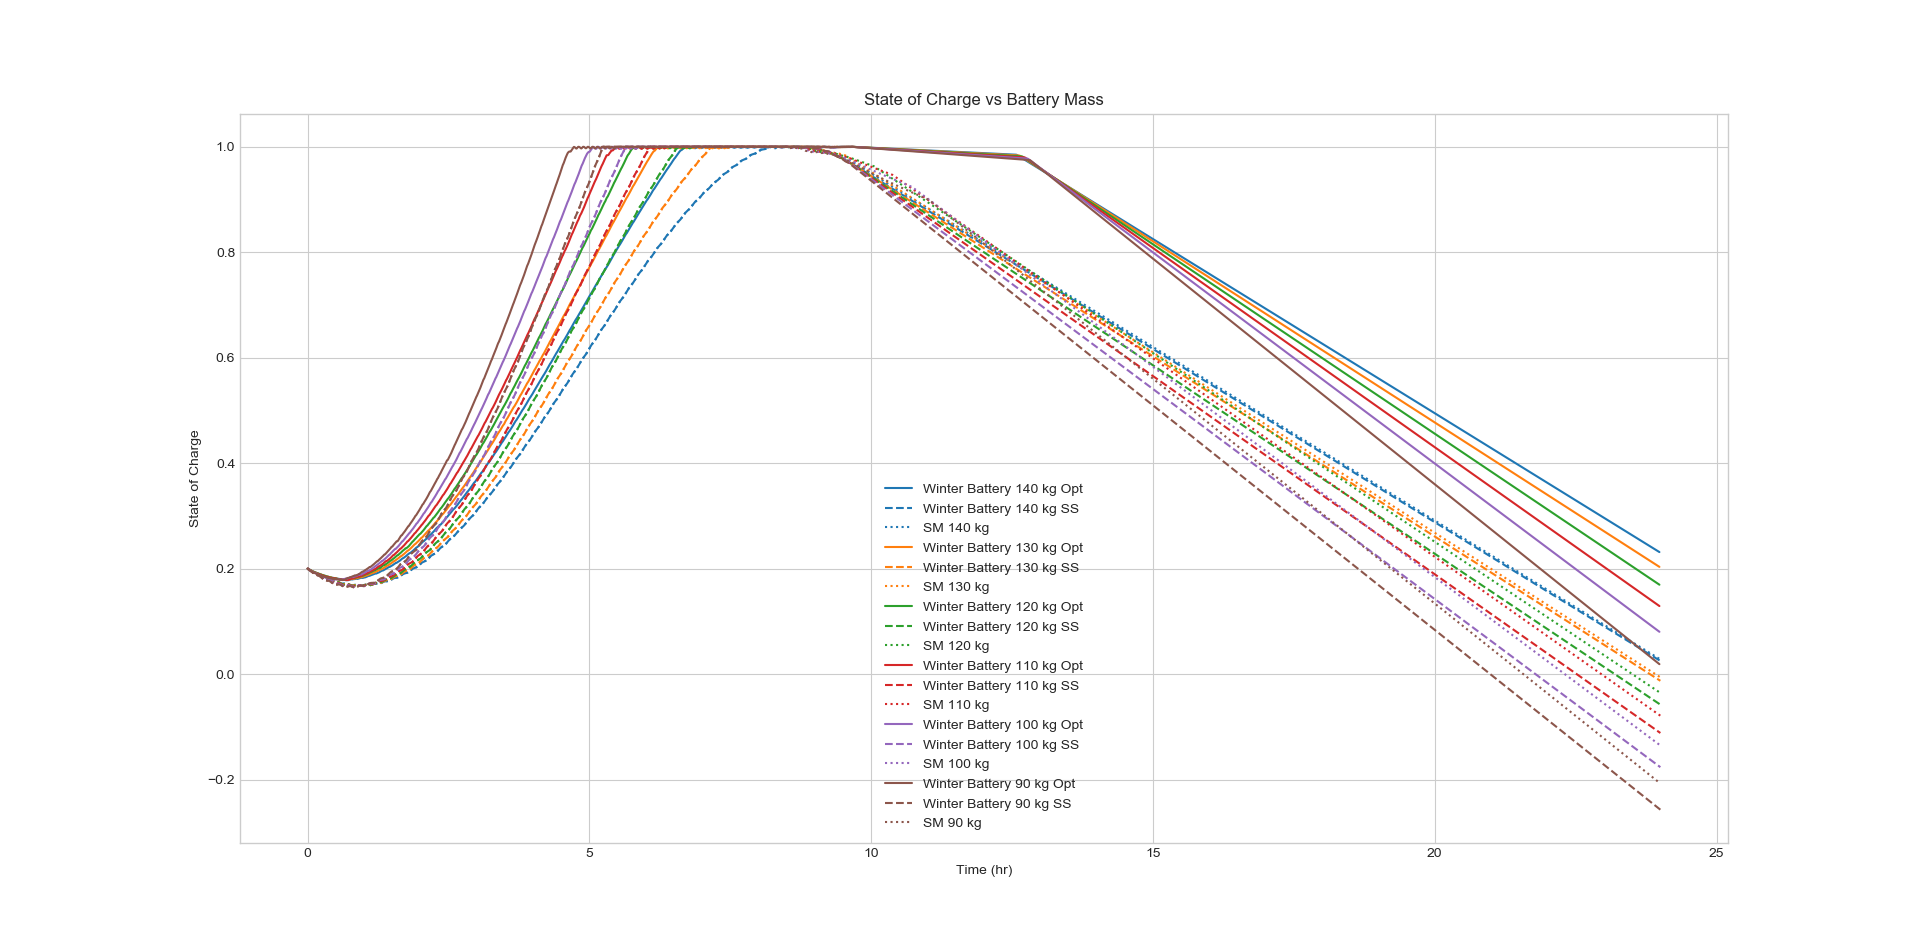 State of Charge vs Battery Mass
1.0
0.8
0.6
0.4
0.2
0.0
−0.2
State of Charge
Winter Battery 140 kg Opt
Winter Battery 140 kg SS
SM 140 kg
Winter Battery 130 kg Opt
Winter Battery 130 kg SS
SM 130 kg
Winter Battery 120 kg Opt
Winter Battery 120 kg SS
SM 120 kg
Winter Battery 110 kg Opt
Winter Battery 110 kg SS
SM 110 kg
Winter Battery 100 kg Opt
Winter Battery 100 kg SS
SM 100 kg
Winter Battery 90 kg Opt
Winter Battery 90 kg SS
SM 90 kg
0 5 10 15 20 25
Time (hr)